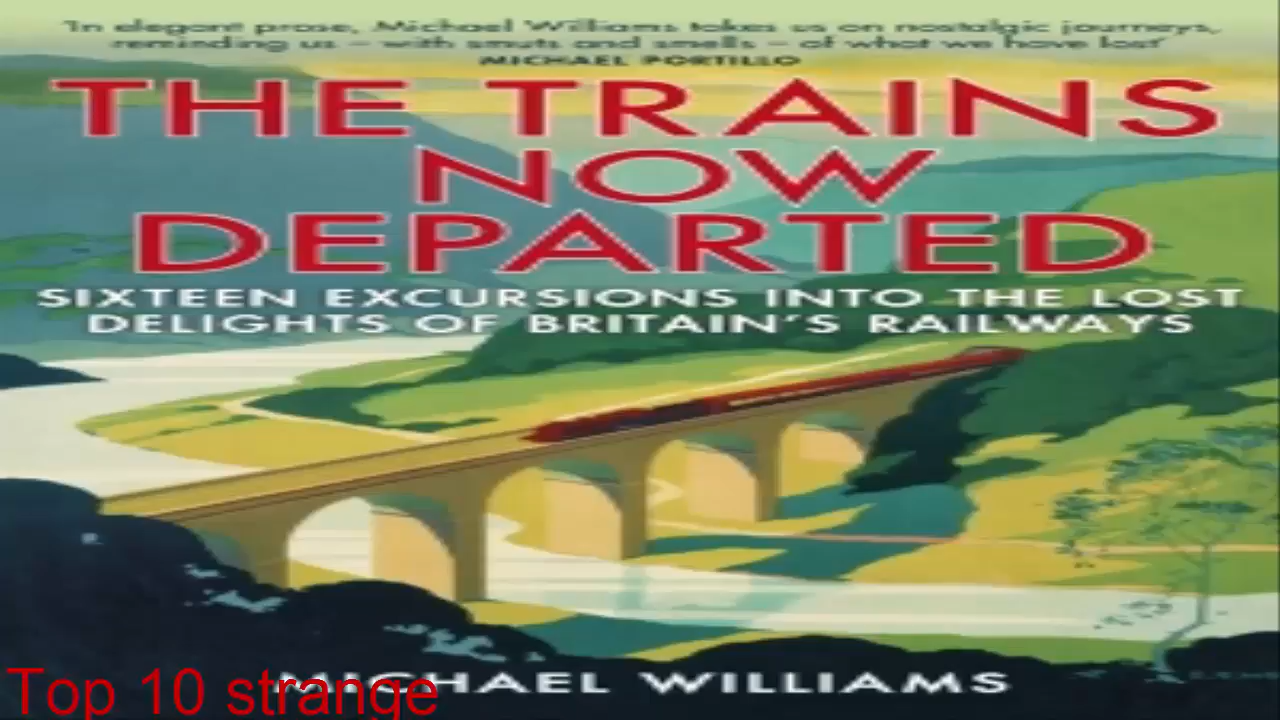 'In elegant prose, Michael Williams takes us on nostalgic journeys,
reminding us – with smuts and smells – of what we have lost'
MICHAEL PORTILLO
THE TRAINS
NOW
DEPARTED
SIXTEEN EXCURSIONS INTO THE LOST
DELIGHTS OF BRITAIN'S RAILWAYS
MICHAEL WILLIAMS
Top 10 strange